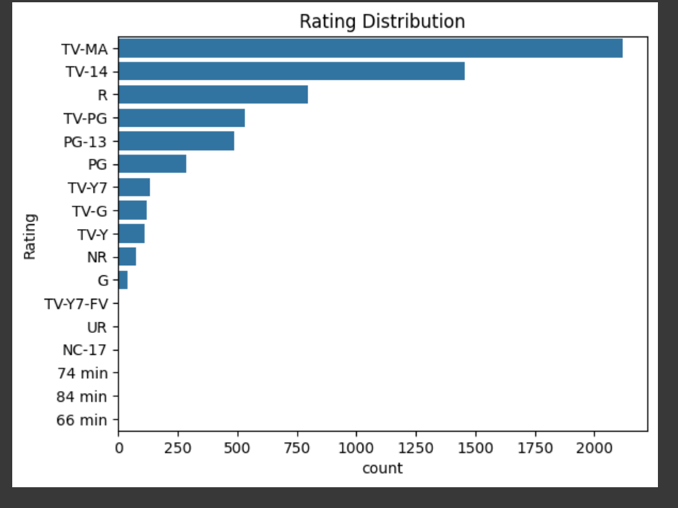 Rating Distribution
TV-MA
TV-14
R
TV-PG
PG-13
PG
TV-Y7
TV-G
TV-Y
NR
G
TV-Y7-FV
UR
NC-17
74 min
84 min
66 min
Rating
0 250 500 750 1000 1250 1500 1750 2000
count